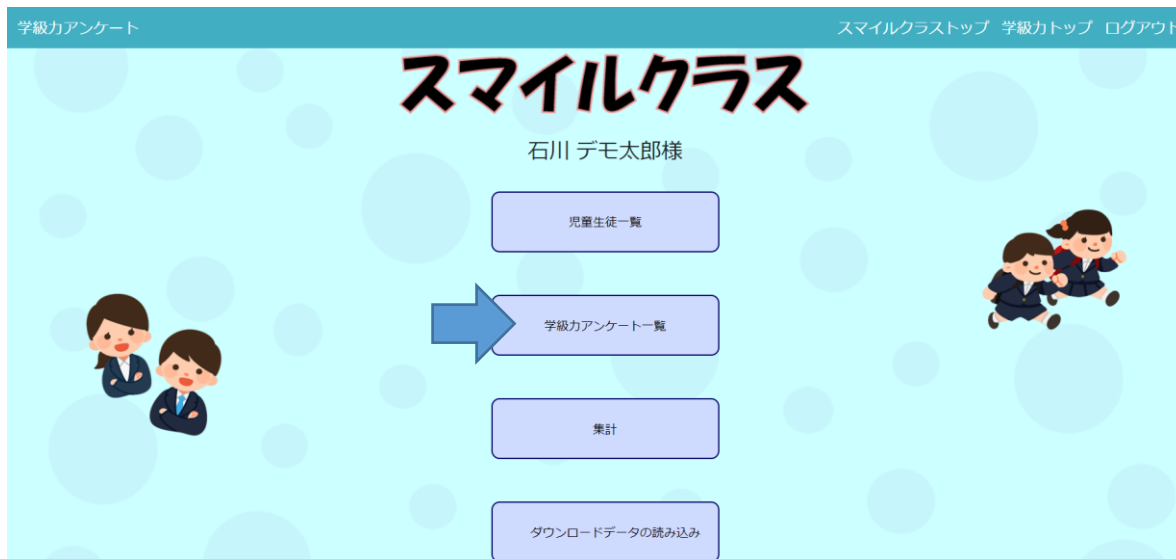 学級力アンケート
スマイルクラストップ 学級力トップ ログアウト
スマイルクラス
石川 デモ太郎様
児童生徒一覧
学級力アンケート一覧
集計
ダウンロードデータの読み込み